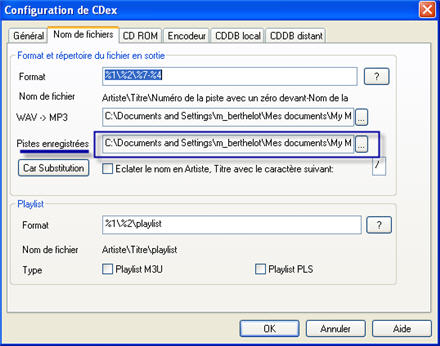 Configuration de CDex
Général Nom de fichiers CD ROM Encodeur CDDB local CDDB distant
Format et répertoire du fichier en sortie
Format %1\%2\%7-%4 ?
Nom de fichier Artiste\Titre\Numéro de la piste avec un zéro devant-Nom de la
WAV -> MP3 C:\Documents and Settings\m_berthelot\Mes documents\My M ...
Pistes enregistrées C:\Documents and Settings\m_berthelot\Mes documents\My M ...
Car Substitution Eclater le nom en Artiste, Titre avec le caractère suivant: /
Playlist
Format %1\%2\playlist ?
Nom de fichier Artiste\Titre\playlist
Type Playlist M3U Playlist PLS
OK Annuler Aide